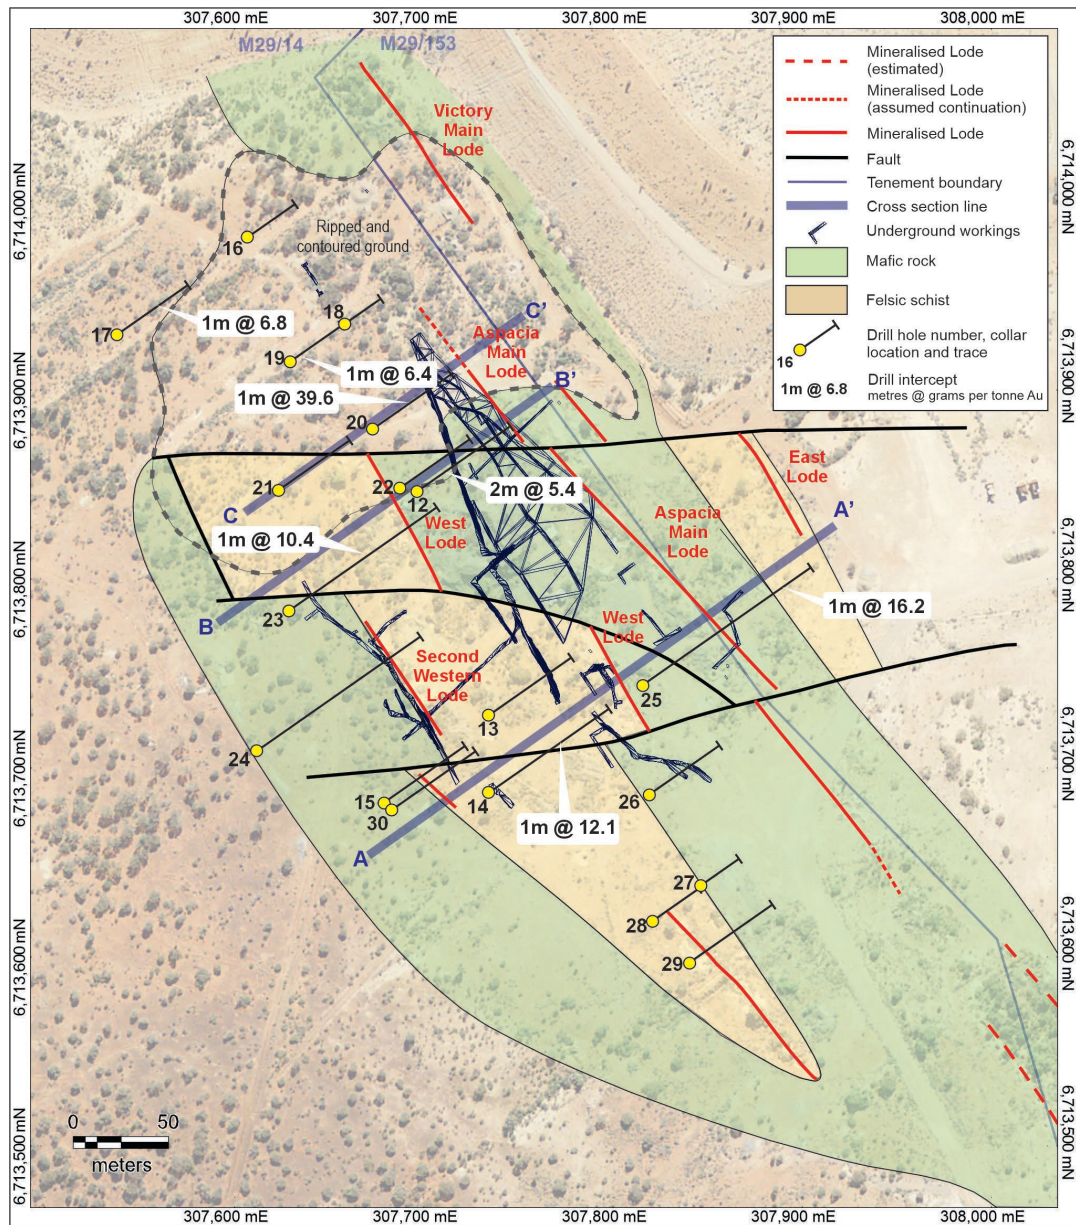 307,600 mE
307,700 mE
307,800 mE
307,900 mE
308,000 mE
M29/14
M29/153
Mineralised Lode
(estimated)
Mineralised Lode
(assumed continuation)
Mineralised Lode
Fault
Tenement boundary
Cross section line
Underground workings
Mafic rock
Felsic schist
Drill hole number, collar
location and trace
16
1m @ 6.8
Drill intercept
metres @ grams per tonne Au
Victory
Main
Lode
6,714,000 mN
6,714,000 mN
Ripped and
contoured ground
16
17
1m @ 6.8
18
19
1m @ 6.4
C'
Aspacia
Main
Lode
6,713,900 mN
6,713,900 mN
1m @ 39.6
B'
20
21
22
12
2m @ 5.4
East
Lode
C
West
Lode
A'
Aspacia
Main
Lode
1m @ 10.4
6,713,800 mN
6,713,800 mN
B
23
1m @ 16.2
West
Lode
Second
Western
Lode
25
13
24
6,713,700 mN
6,713,700 mN
15
30
14
26
1m @ 12.1
A
27
28
29
6,713,600 mN
6,713,600 mN
0
50
meters
6,713,500 mN
6,713,500 mN
307,600 mE
307,700 mE
307,800 mE
307,900 mE
308,000 mE